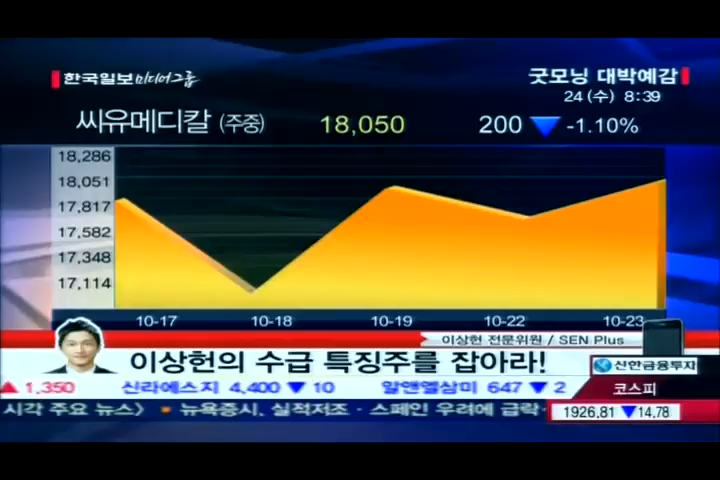 한국일보 미디어그룹
굿모닝 대박예감
24 (수) 8:39
씨유메디칼 (주중) 18,050 200 ▼ -1.10%
18,286
18,051
17,817
17,582
17,348
17,114
10-17 10-18 10-19 10-22 10-23
이상헌 전문위원 / SEN Plus
이상헌의 수급 특징주를 잡아라!
신한금융투자
▲ 1,350 신라에스지 4,400 ▼ 10 알앤엘삼미 647 ▼ 2
코스피
시각 주요 뉴스》 ▪ 뉴욕증시, 실적저조·스페인 우려에 급락
1926.81 ▼14.78